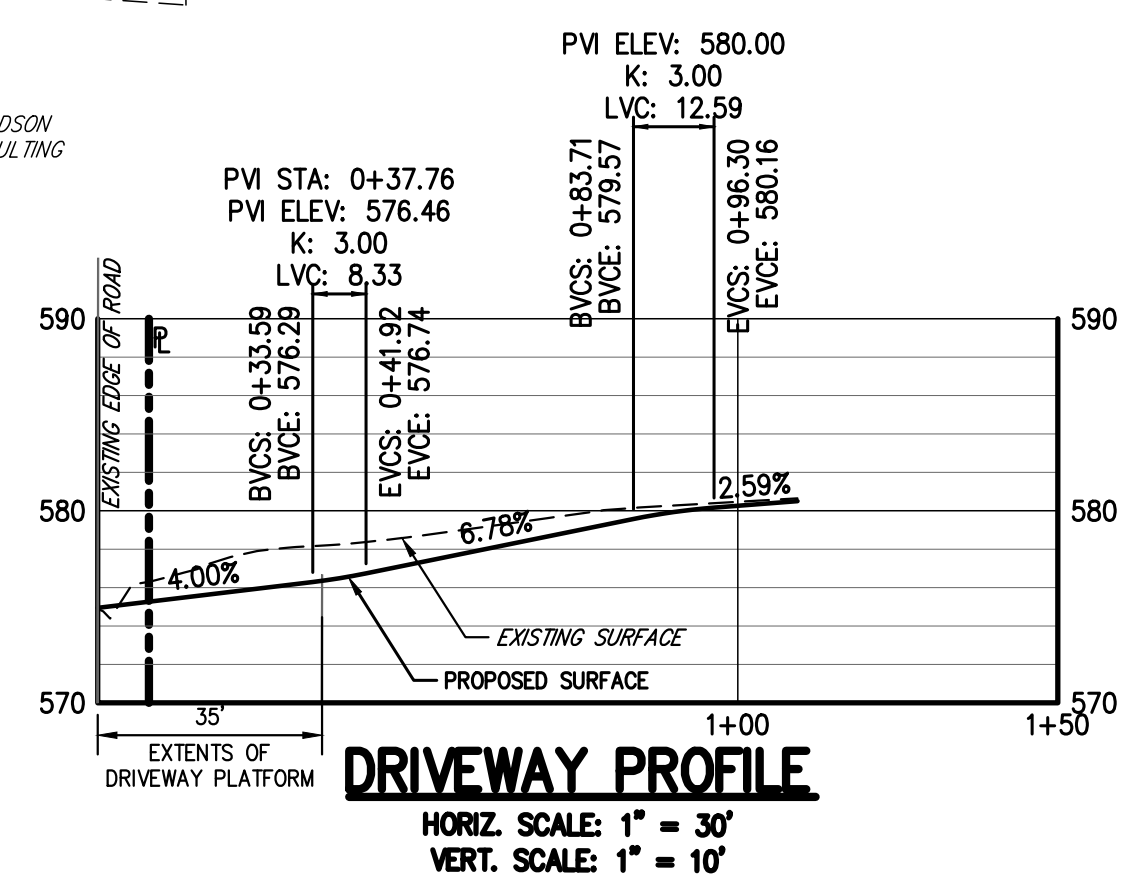 PVI ELEV: 580.00
K: 3.00
LVC: 12.59
DSON
ULTING
BVCS: 0+83.71
BVCE: 579.57
EVCS: 0+96.30
EVCE: 580.16
PVI STA: 0+37.76
PVI ELEV: 576.46
K: 3.00
LVC: 8.33
BVCS: 0+33.59
BVCE: 576.29
EVCS: 0+41.92
EVCE: 576.74
EXISTING EDGE OF ROAD
PL
590
590
580
580
570
570
4.00%
6.78%
2.59%
EXISTING SURFACE
PROPOSED SURFACE
35'
1+00
1+50
EXTENTS OF
DRIVEWAY PLATFORM
DRIVEWAY PROFILE
HORIZ. SCALE: 1" = 30'
VERT. SCALE: 1" = 10'